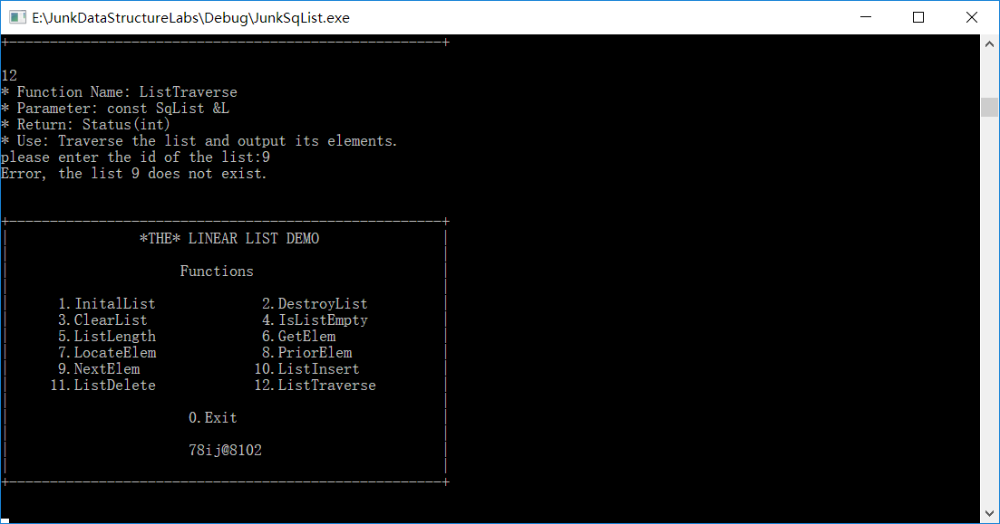 E:\JunkDataStructureLabs\Debug\JunkSqList.exe
+-----------------------------------------------------+
12
* Function Name: ListTraverse
* Parameter: const SqList &L
* Return: Status(int)
* Use: Traverse the list and output its elements.
please enter the id of the list:9
Error, the list 9 does not exist.
+-----------------------------------------------------+
| *THE* LINEAR LIST DEMO |
| |
| Functions |
| |
| 1.InitalList 2.DestroyList |
| 3.ClearList 4.IsListEmpty |
| 5.ListLength 6.GetElem |
| 7.LocateElem 8.PriorElem |
| 9.NextElem 10.ListInsert |
| 11.ListDelete 12.ListTraverse |
| |
| 0.Exit |
| |
| 78ij@8102 |
| |
+-----------------------------------------------------+